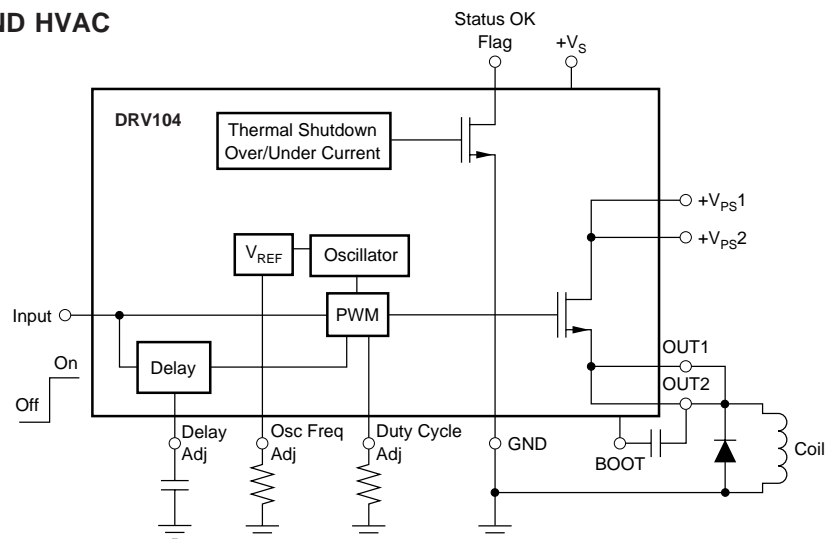 ND HVAC
Status OK
Flag
+VS
DRV104
Thermal Shutdown
Over/Under Current
+VPS1
+VPS2
VREF
Oscillator
Input
PWM
OUT1
On
Delay
OUT2
Off
Delay
Adj
Osc Freq
Adj
Duty Cycle
Adj
GND
BOOT
Coil